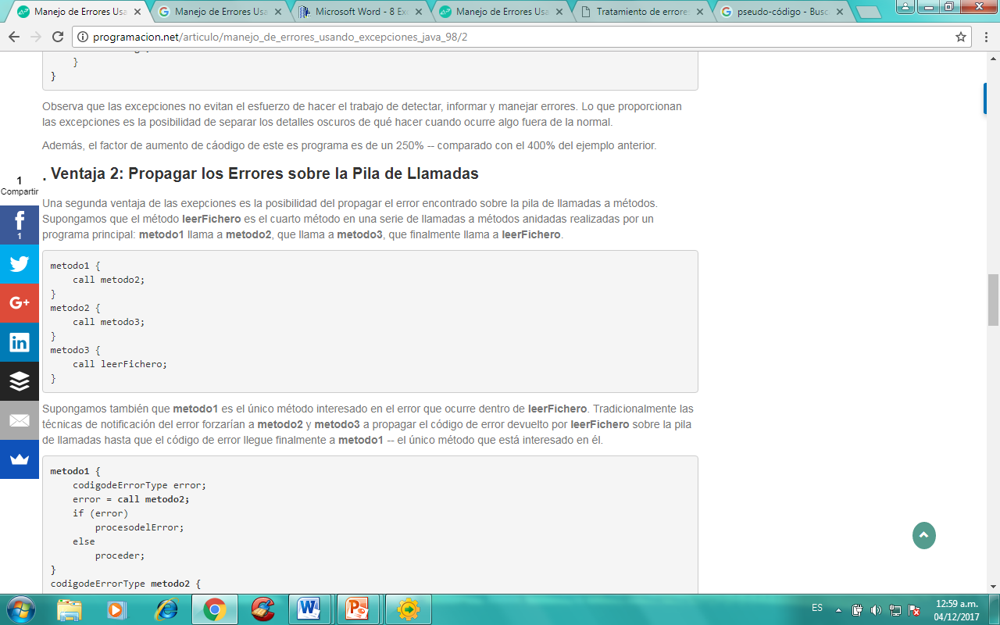 Manejo de Errores Usa
Manejo de Errores Usa
Microsoft Word - 8 Exc
Manejo de Errores Usa
Tratamiento de errores
pseudo-código - Busc
programacion.net/articulo/manejo_de_errores_usando_excepciones_java_98/2
}
}
Observa que las excepciones no evitan el esfuerzo de hacer el trabajo de detectar, informar y manejar errores. Lo que proporcionan
las excepciones es la posibilidad de separar los detalles oscuros de qué hacer cuando ocurre algo fuera de la normal.
Además, el factor de aumento de cáodigo de este es programa es de un 250% -- comparado con el 400% del ejemplo anterior.
. Ventaja 2: Propagar los Errores sobre la Pila de Llamadas
1
Compartir
Una segunda ventaja de las exepciones es la posibilidad del propagar el error encontrado sobre la pila de llamadas a métodos.
Supongamos que el método leerFichero es el cuarto método en una serie de llamadas a métodos anidadas realizadas por un
programa principal: metodo1 llama a metodo2, que llama a metodo3, que finalmente llama a leerFichero.
f
1
G+
in
metodo1 {
call metodo2;
}
metodo2 {
call metodo3;
}
metodo3 {
call leerFichero;
}
Supongamos también que metodo1 es el único método interesado en el error que ocurre dentro de leerFichero. Tradicionalmente las
técnicas de notificación del error forzarían a metodo2 y metodo3 a propagar el código de error devuelto por leerFichero sobre la pila
de llamadas hasta que el código de error llegue finalmente a metodo1 -- el único método que está interesado en él.
metodo1 {
codigodeErrorType error;
error = call metodo2;
if (error)
procesodelError;
else
proceder;
}
codigodeErrorType metodo2 {
ES
12:59 a.m.
04/12/2017